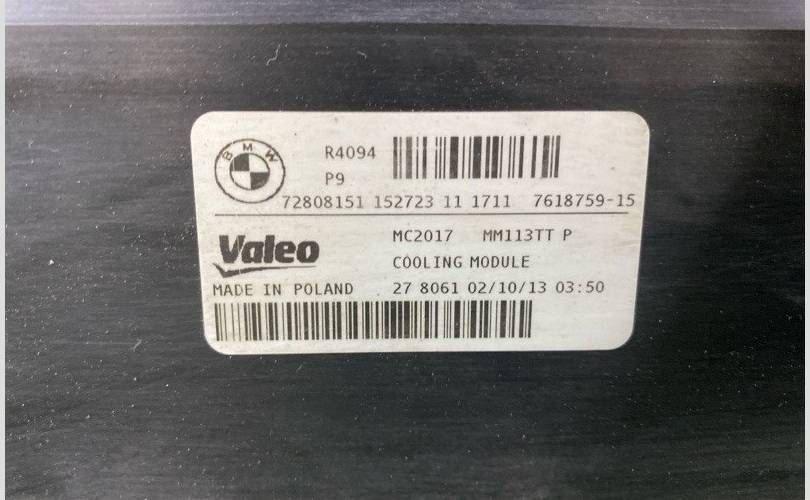 BMW
R4094
P9
72808151 152723 11 1711 7618759-15
Valeo
MC2017 MM113TT P
COOLING MODULE
MADE IN POLAND 27 8061 02/10/13 03:50